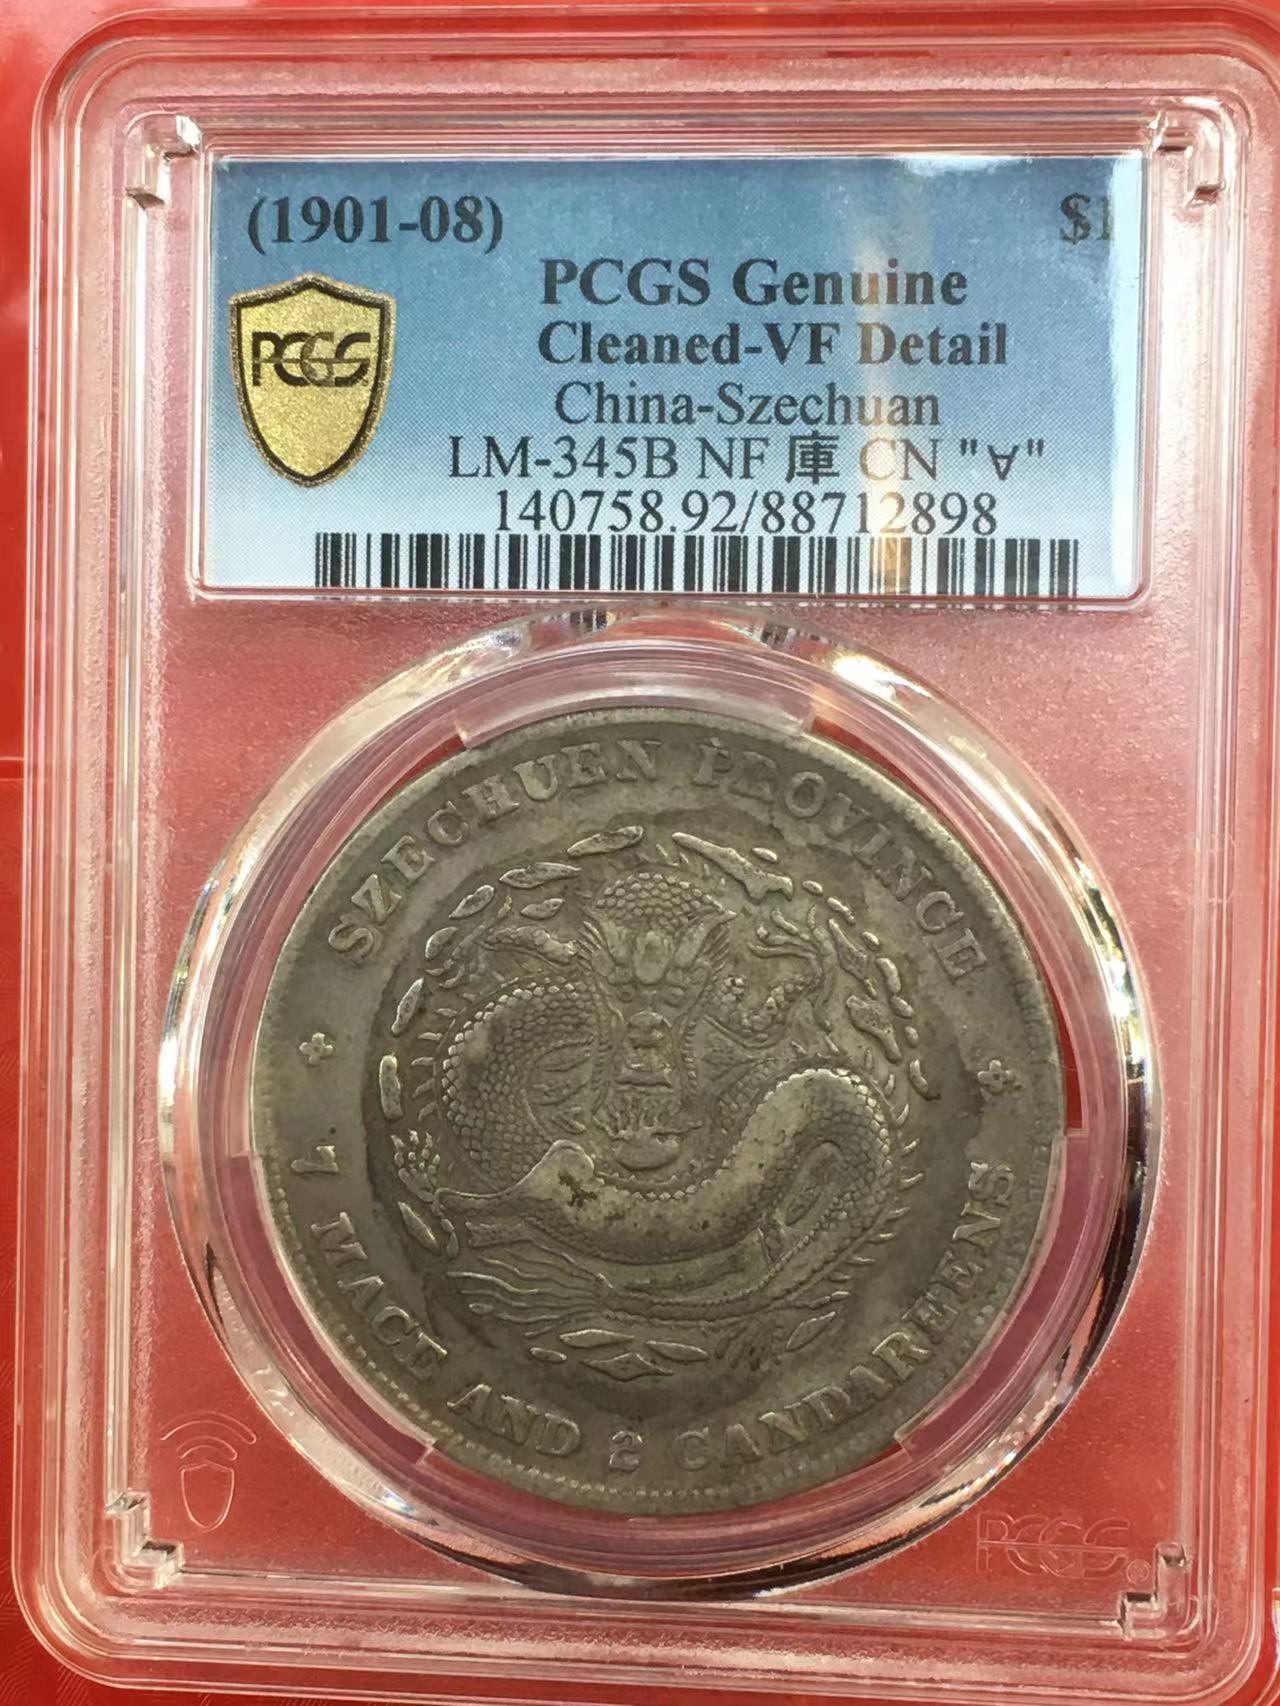 (1901-08) $1
PCGS Genuine
PCGS
Cleaned-VF Detail
China-Szechuan
LM-345B NF 庫 CN "∀"
140758.92/88712898
SZECHUEN PROVINCE
7 MACE AND 2 CANDAREENS
PCGS